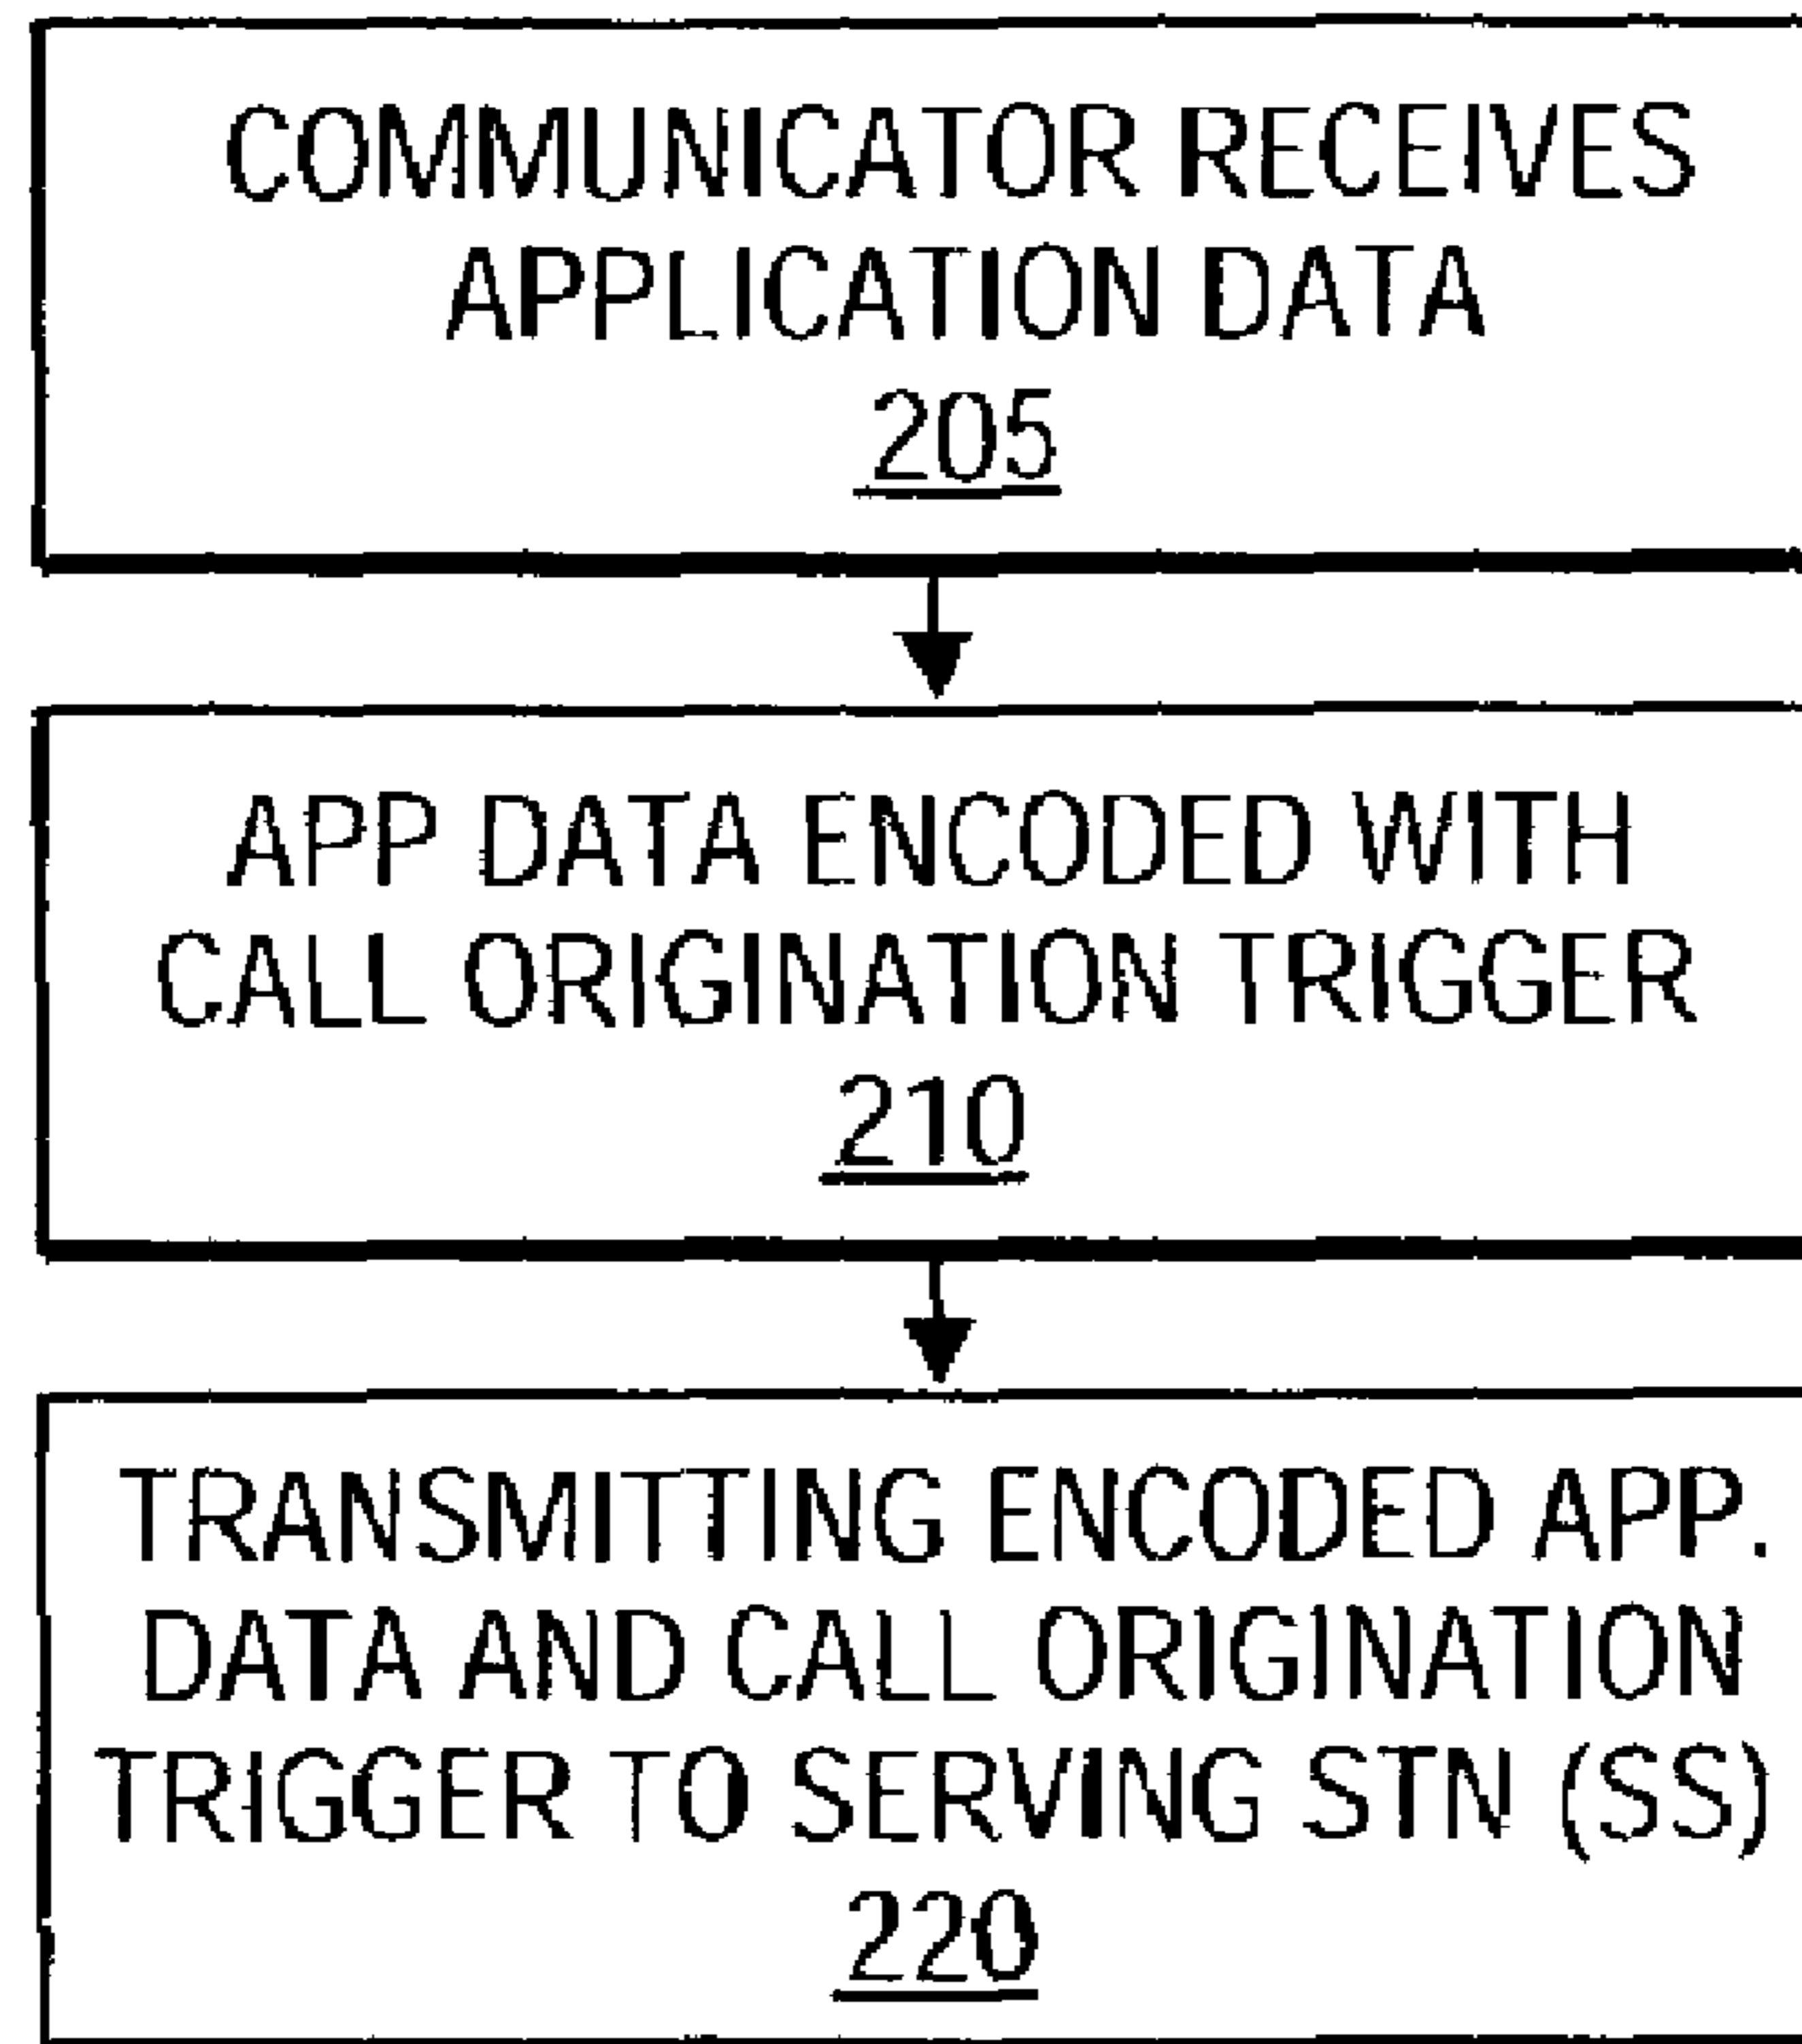 COMMUNICATOR RECEIVES
APPLICATION DATA
205
APP DATA ENCODED WITH
CALL ORIGINATION TRIGGER
210
TRANSMITTING ENCODED APP.
DATA AND CALL ORIGINATION
TRIGGER TO SERVING STN (SS)
220